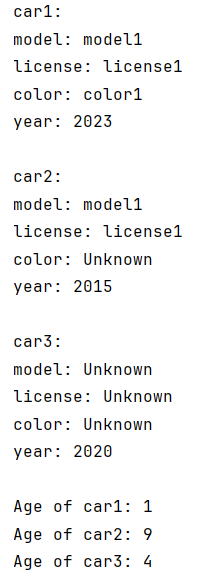 car1:
model: model1
license: license1
color: color1
year: 2023

car2:
model: model1
license: license1
color: Unknown
year: 2015

car3:
model: Unknown
license: Unknown
color: Unknown
year: 2020

Age of car1: 1
Age of car2: 9
Age of car3: 4